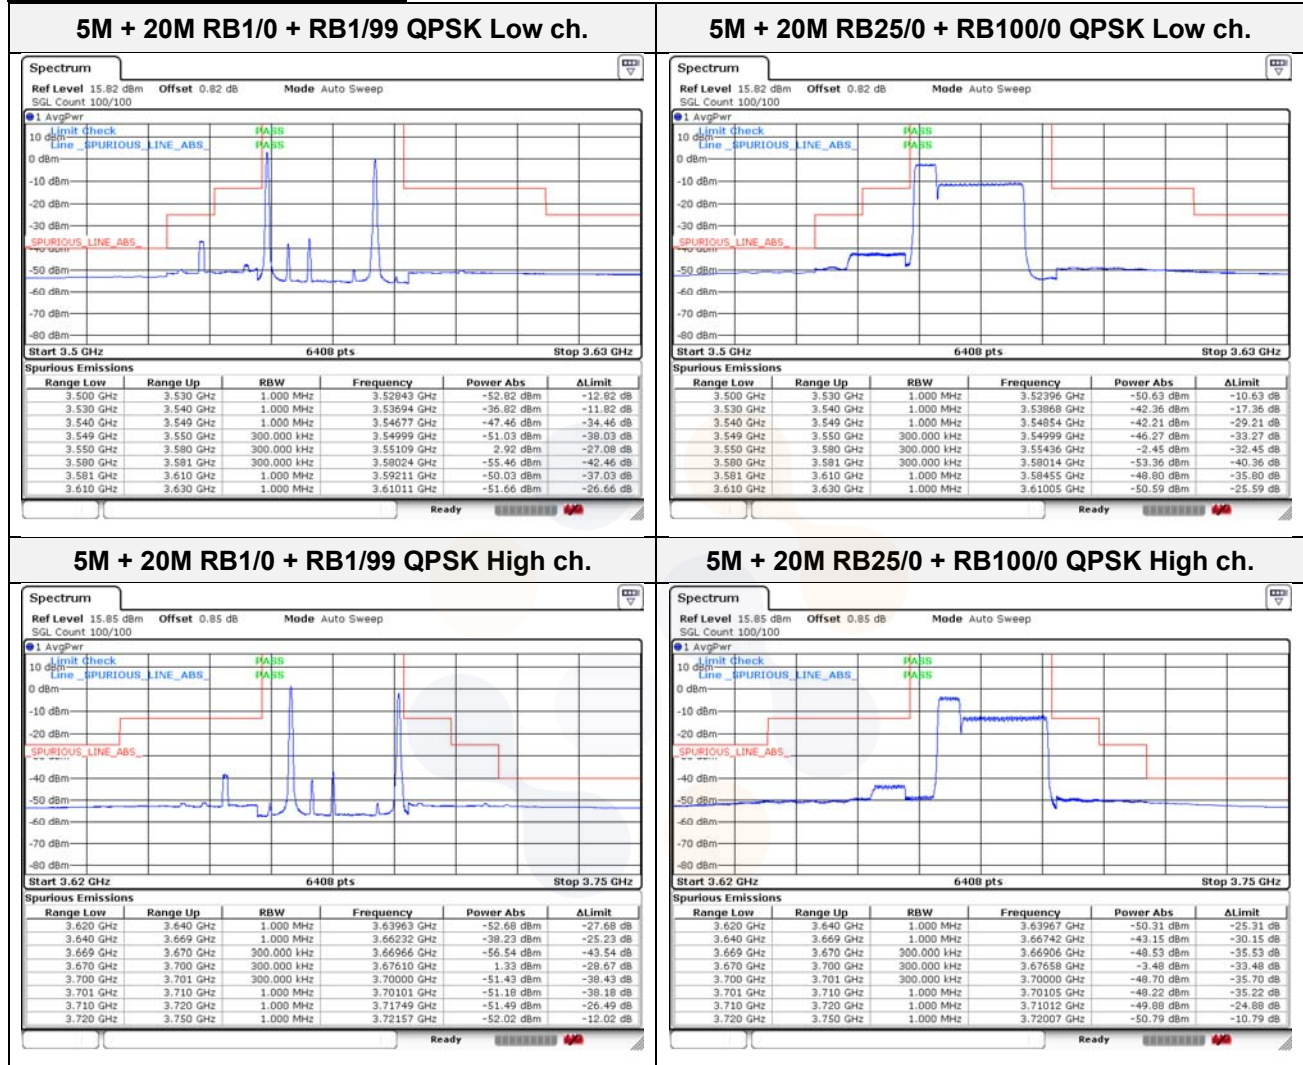 5M + 20M RB1/0 + RB1/99 QPSK Low ch.
Spectrum
Ref Level 15.82 dBm Offset 0.82 dB Mode Auto Sweep
SGL Count 100/100
1 AvgPwr
Limit Check PASS
10 dBm
Line _SPURIOUS_LINE_ABS_ PASS
0 dBm
-10 dBm
-20 dBm
-30 dBm
_SPURIOUS_LINE_ABS_
-40 dBm
-50 dBm
-60 dBm
-70 dBm
-80 dBm
Start 3.5 GHz 6408 pts Stop 3.63 GHz
Spurious Emissions
Range Low Range Up RBW Frequency Power Abs ΔLimit
3.500 GHz 3.530 GHz 1.000 MHz 3.52843 GHz -52.82 dBm -12.82 dB
3.530 GHz 3.540 GHz 1.000 MHz 3.53694 GHz -36.82 dBm -11.82 dB
3.540 GHz 3.549 GHz 1.000 MHz 3.54677 GHz -47.46 dBm -34.46 dB
3.549 GHz 3.550 GHz 300.000 kHz 3.54999 GHz -51.03 dBm -38.03 dB
3.550 GHz 3.580 GHz 300.000 kHz 3.55109 GHz 2.92 dBm -27.08 dB
3.580 GHz 3.581 GHz 300.000 kHz 3.58024 GHz -55.46 dBm -42.46 dB
3.581 GHz 3.610 GHz 1.000 MHz 3.59211 GHz -50.03 dBm -37.03 dB
3.610 GHz 3.630 GHz 1.000 MHz 3.61011 GHz -51.66 dBm -26.66 dB
Ready
5M + 20M RB25/0 + RB100/0 QPSK Low ch.
Spectrum
Ref Level 15.82 dBm Offset 0.82 dB Mode Auto Sweep
SGL Count 100/100
1 AvgPwr
Limit Check PASS
10 dBm
Line _SPURIOUS_LINE_ABS_ PASS
0 dBm
-10 dBm
-20 dBm
-30 dBm
_SPURIOUS_LINE_ABS_
-40 dBm
-50 dBm
-60 dBm
-70 dBm
-80 dBm
Start 3.5 GHz 6408 pts Stop 3.63 GHz
Spurious Emissions
Range Low Range Up RBW Frequency Power Abs ΔLimit
3.500 GHz 3.530 GHz 1.000 MHz 3.52396 GHz -50.63 dBm -10.63 dB
3.530 GHz 3.540 GHz 1.000 MHz 3.53868 GHz -42.36 dBm -17.36 dB
3.540 GHz 3.549 GHz 1.000 MHz 3.54854 GHz -42.21 dBm -29.21 dB
3.549 GHz 3.550 GHz 300.000 kHz 3.54999 GHz -46.27 dBm -33.27 dB
3.550 GHz 3.580 GHz 300.000 kHz 3.55436 GHz -2.45 dBm -32.45 dB
3.580 GHz 3.581 GHz 300.000 kHz 3.58014 GHz -53.36 dBm -40.36 dB
3.581 GHz 3.610 GHz 1.000 MHz 3.58455 GHz -48.80 dBm -35.80 dB
3.610 GHz 3.630 GHz 1.000 MHz 3.61005 GHz -50.59 dBm -25.59 dB
Ready
5M + 20M RB1/0 + RB1/99 QPSK High ch.
Spectrum
Ref Level 15.85 dBm Offset 0.85 dB Mode Auto Sweep
SGL Count 100/100
1 AvgPwr
Limit Check PASS
10 dBm
Line _SPURIOUS_LINE_ABS_ PASS
0 dBm
-10 dBm
-20 dBm
_SPURIOUS_LINE_ABS_
-40 dBm
-50 dBm
-60 dBm
-70 dBm
-80 dBm
Start 3.62 GHz 6408 pts Stop 3.75 GHz
Spurious Emissions
Range Low Range Up RBW Frequency Power Abs ΔLimit
3.620 GHz 3.640 GHz 1.000 MHz 3.63963 GHz -52.68 dBm -27.68 dB
3.640 GHz 3.669 GHz 1.000 MHz 3.66232 GHz -38.23 dBm -25.23 dB
3.669 GHz 3.670 GHz 300.000 kHz 3.66966 GHz -56.54 dBm -43.54 dB
3.670 GHz 3.700 GHz 300.000 kHz 3.67610 GHz 1.33 dBm -28.67 dB
3.700 GHz 3.701 GHz 300.000 kHz 3.70000 GHz -51.43 dBm -38.43 dB
3.701 GHz 3.710 GHz 1.000 MHz 3.70101 GHz -51.18 dBm -38.18 dB
3.710 GHz 3.720 GHz 1.000 MHz 3.71749 GHz -51.49 dBm -26.49 dB
3.720 GHz 3.750 GHz 1.000 MHz 3.72157 GHz -52.02 dBm -12.02 dB
Ready
5M + 20M RB25/0 + RB100/0 QPSK High ch.
Spectrum
Ref Level 15.85 dBm Offset 0.85 dB Mode Auto Sweep
SGL Count 100/100
1 AvgPwr
Limit Check PASS
10 dBm
Line _SPURIOUS_LINE_ABS_ PASS
0 dBm
-10 dBm
-20 dBm
_SPURIOUS_LINE_ABS_
-40 dBm
-50 dBm
-60 dBm
-70 dBm
-80 dBm
Start 3.62 GHz 6408 pts Stop 3.75 GHz
Spurious Emissions
Range Low Range Up RBW Frequency Power Abs ΔLimit
3.620 GHz 3.640 GHz 1.000 MHz 3.63967 GHz -50.31 dBm -25.31 dB
3.640 GHz 3.669 GHz 1.000 MHz 3.66742 GHz -43.15 dBm -30.15 dB
3.669 GHz 3.670 GHz 300.000 kHz 3.66906 GHz -48.53 dBm -35.53 dB
3.670 GHz 3.700 GHz 300.000 kHz 3.67658 GHz -3.48 dBm -33.48 dB
3.700 GHz 3.701 GHz 300.000 kHz 3.70000 GHz -48.70 dBm -35.70 dB
3.701 GHz 3.710 GHz 1.000 MHz 3.70105 GHz -48.22 dBm -35.22 dB
3.710 GHz 3.720 GHz 1.000 MHz 3.71012 GHz -49.88 dBm -24.88 dB
3.720 GHz 3.750 GHz 1.000 MHz 3.72007 GHz -50.79 dBm -10.79 dB
Ready